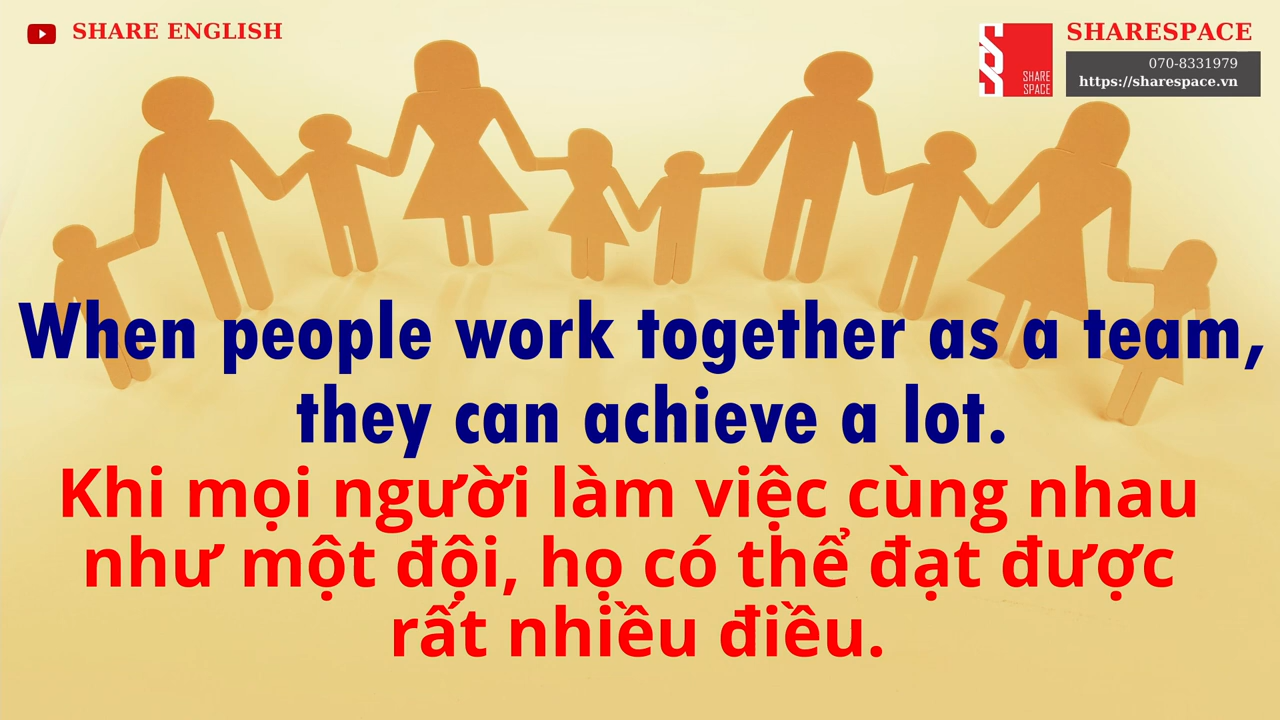 SHARE ENGLISH
SHARESPACE
SHARE
SPACE
070-8331979
https://sharespace.vn
When people work together as a team,
they can achieve a lot.
Khi mọi người làm việc cùng nhau
như một đội, họ có thể đạt được
rất nhiều điều.